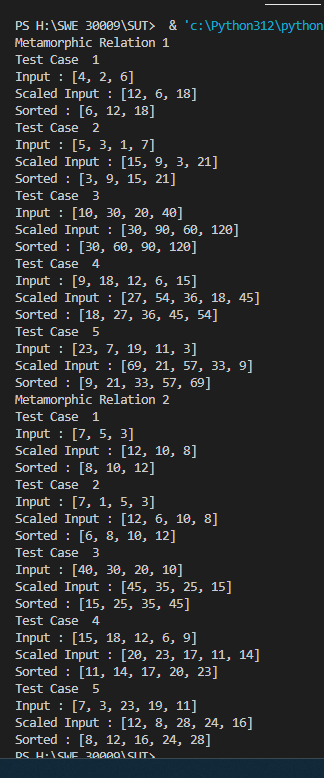 PS H:\SWE 30009\SUT>  & 'c:\Python312\python
Metamorphic Relation 1
Test Case  1
Input : [4, 2, 6]
Scaled Input : [12, 6, 18]
Sorted : [6, 12, 18]
Test Case  2
Input : [5, 3, 1, 7]
Scaled Input : [15, 9, 3, 21]
Sorted : [3, 9, 15, 21]
Test Case  3
Input : [10, 30, 20, 40]
Scaled Input : [30, 90, 60, 120]
Sorted : [30, 60, 90, 120]
Test Case  4
Input : [9, 18, 12, 6, 15]
Scaled Input : [27, 54, 36, 18, 45]
Sorted : [18, 27, 36, 45, 54]
Test Case  5
Input : [23, 7, 19, 11, 3]
Scaled Input : [69, 21, 57, 33, 9]
Sorted : [9, 21, 33, 57, 69]
Metamorphic Relation 2
Test Case  1
Input : [7, 5, 3]
Scaled Input : [12, 10, 8]
Sorted : [8, 10, 12]
Test Case  2
Input : [7, 1, 5, 3]
Scaled Input : [12, 6, 10, 8]
Sorted : [6, 8, 10, 12]
Test Case  3
Input : [40, 30, 20, 10]
Scaled Input : [45, 35, 25, 15]
Sorted : [15, 25, 35, 45]
Test Case  4
Input : [15, 18, 12, 6, 9]
Scaled Input : [20, 23, 17, 11, 14]
Sorted : [11, 14, 17, 20, 23]
Test Case  5
Input : [7, 3, 23, 19, 11]
Scaled Input : [12, 8, 28, 24, 16]
Sorted : [8, 12, 16, 24, 28]
PS H:\SWE 30009\SUT>